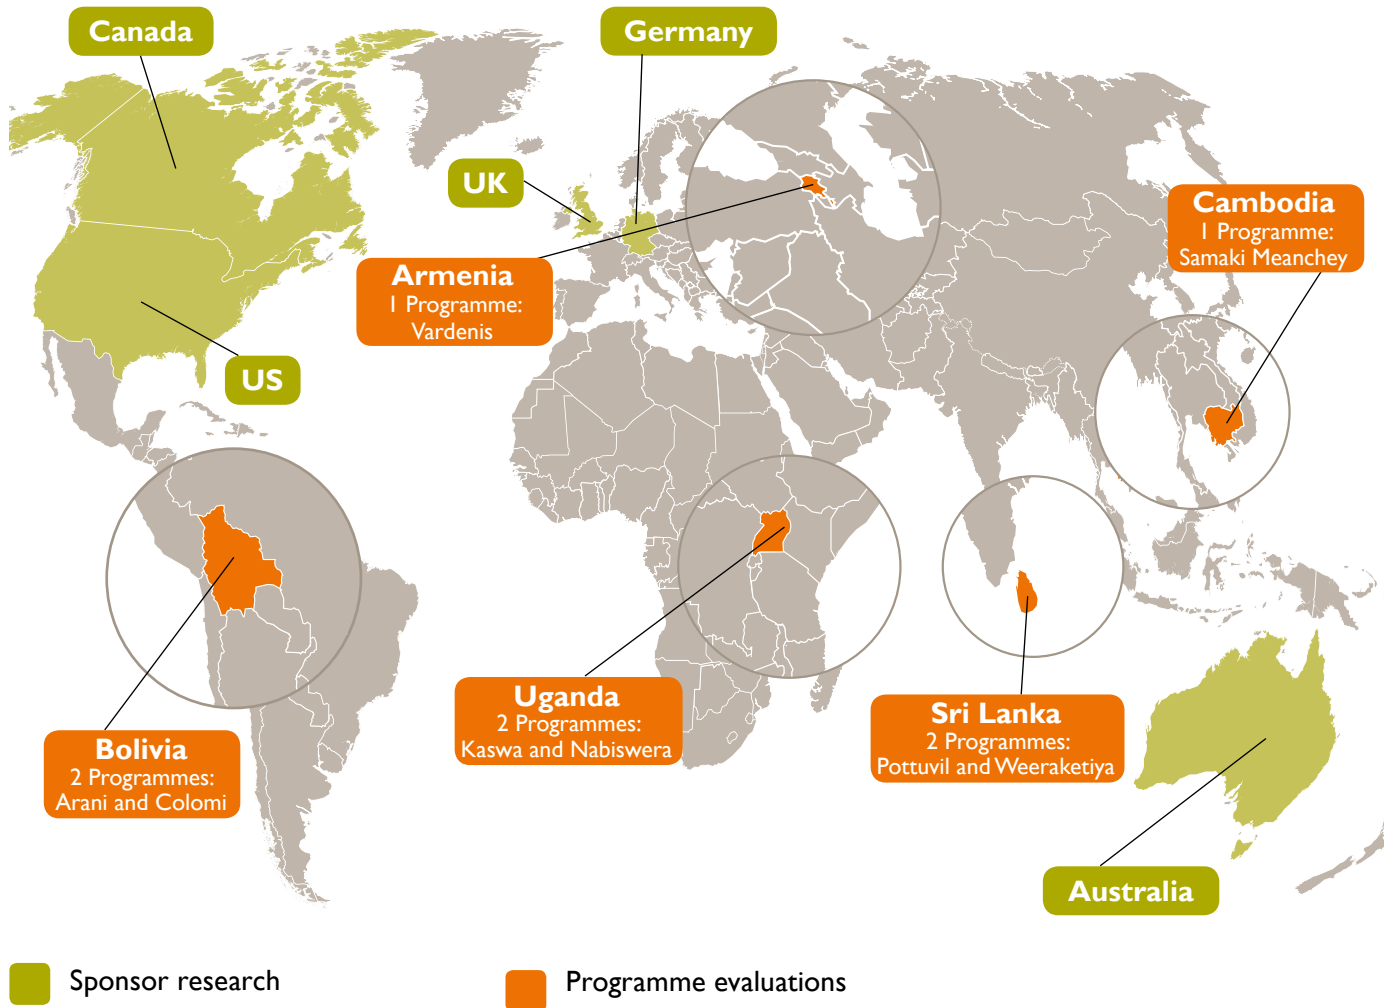 Canada
Germany
UK
Cambodia
1 Programme:
Samaki Meanchey
Armenia
1 Programme:
Vardenis
US
Uganda
2 Programmes:
Kaswa and Nabiswera
Sri Lanka
2 Programmes:
Pottuvil and Weeraketiya
Bolivia
2 Programmes:
Arani and Colomi
Australia
Sponsor research
Programme evaluations